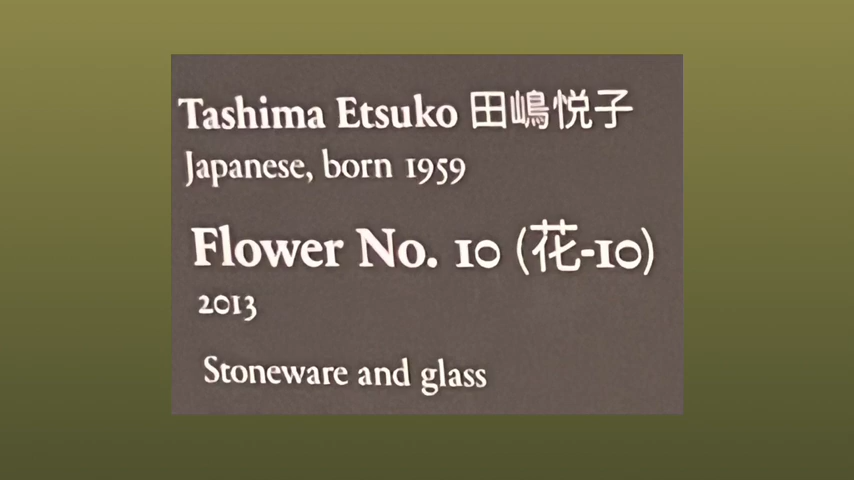 Tashima Etsuko 田嶋悦子
Japanese, born 1959
Flower No. 10 (花-10)
2013
Stoneware and glass